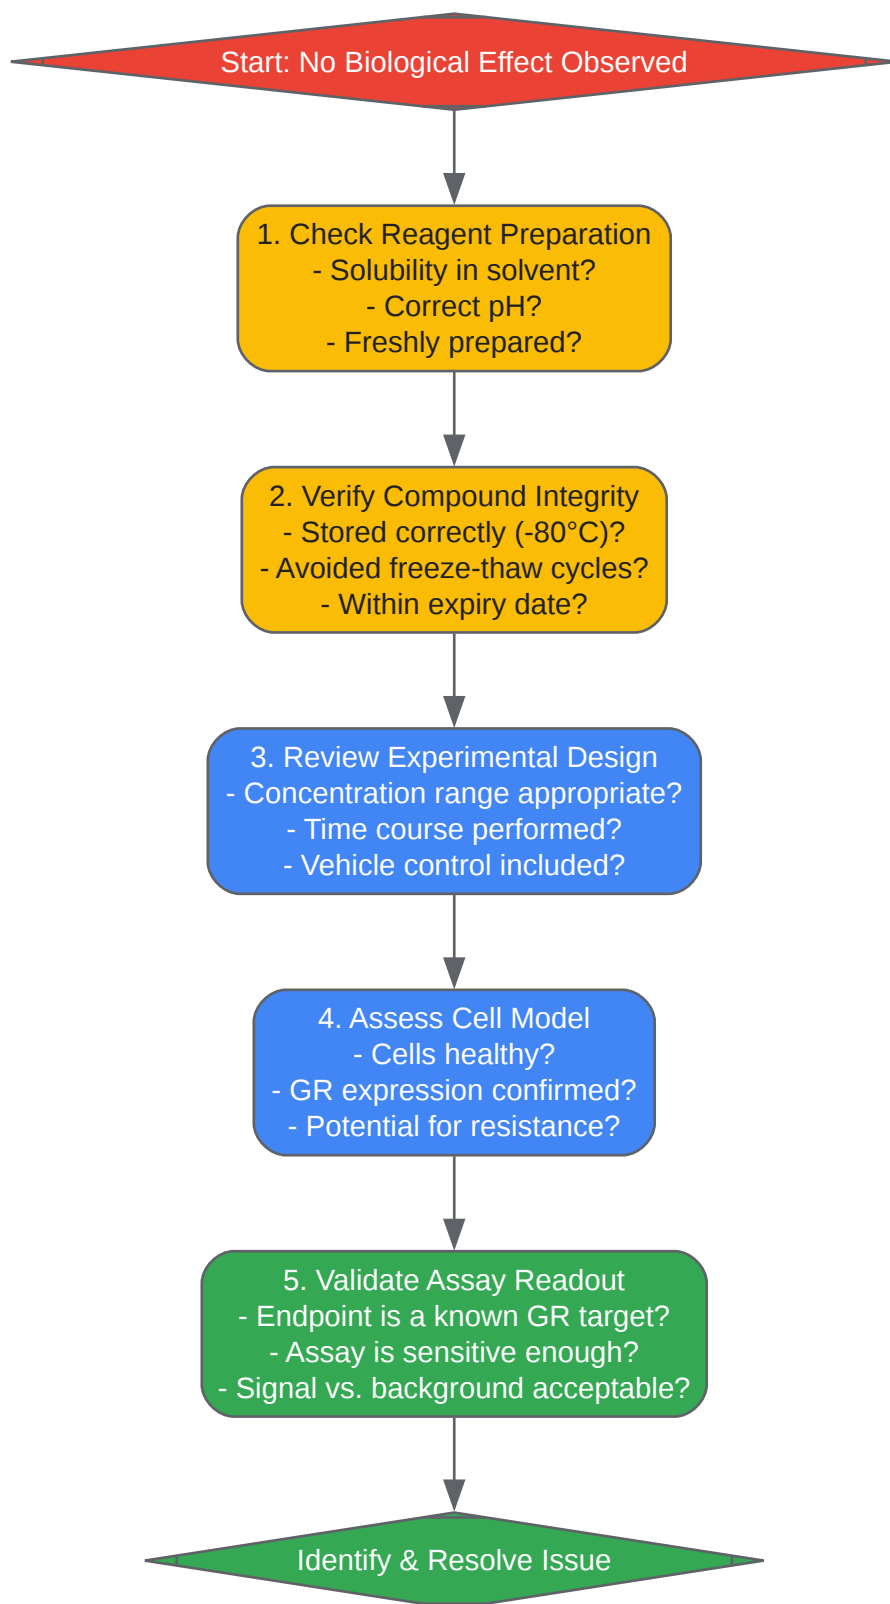 Start: No Biological Effect Observed
1. Check Reagent Preparation
- Solubility in solvent?
- Correct pH?
- Freshly prepared?
2. Verify Compound Integrity
- Stored correctly (-80°C)?
- Avoided freeze-thaw cycles?
- Within expiry date?
3. Review Experimental Design
- Concentration range appropriate?
- Time course performed?
- Vehicle control included?
4. Assess Cell Model
- Cells healthy?
- GR expression confirmed?
- Potential for resistance?
5. Validate Assay Readout
- Endpoint is a known GR target?
- Assay is sensitive enough?
- Signal vs. background acceptable?
Identify & Resolve Issue